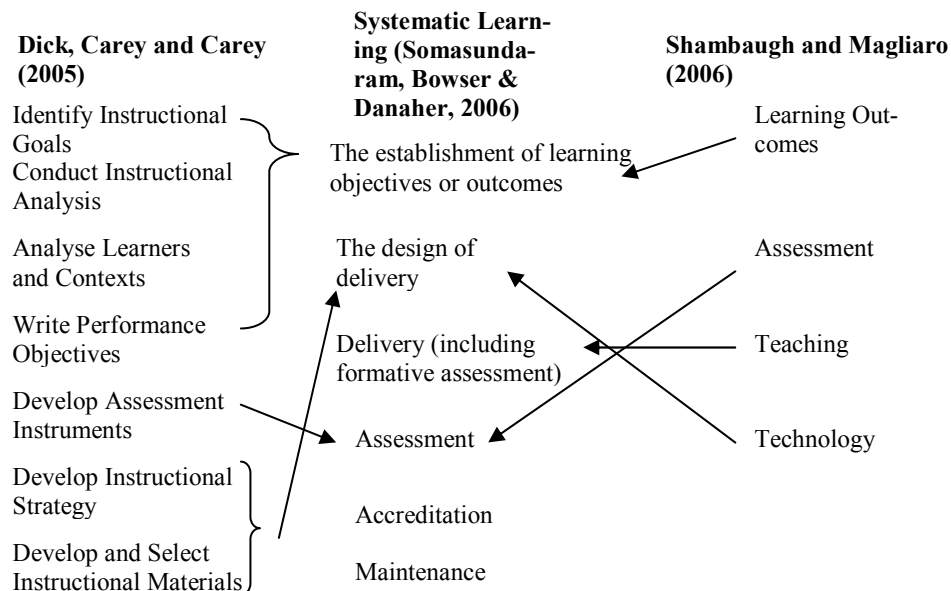 Dick, Carey and Carey
(2005)
Identify Instructional
Goals
Conduct Instructional
Analysis
Analyse Learners
and Contexts
Write Performance
Objectives
Develop Assessment
Instruments
Develop Instructional
Strategy
Develop and Select
Instructional Materials
Systematic Learn-
ing (Somasunda-
ram, Bowser &
Danaher, 2006)
The establishment of learning
objectives or outcomes
The design of
delivery
Delivery (including
formative assessment)
Assessment
Accreditation
Maintenance
Shambaugh and Magliaro
(2006)
Learning Out-
comes
Assessment
Teaching
Technology